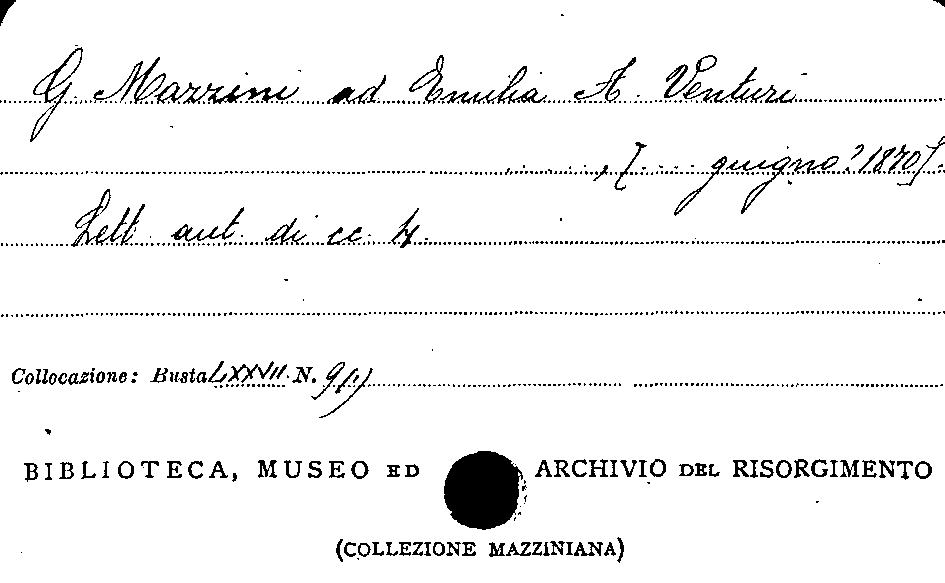 G. Mazzini ad Emilia A. Venturi
......, [.... giugno? 1870].
Lett. aut. di cc. 4.
Collocazione: Busta LXXVII. N. 9(1)
BIBLIOTECA, MUSEO ED ARCHIVIO DEL RISORGIMENTO
(COLLEZIONE MAZZINIANA)